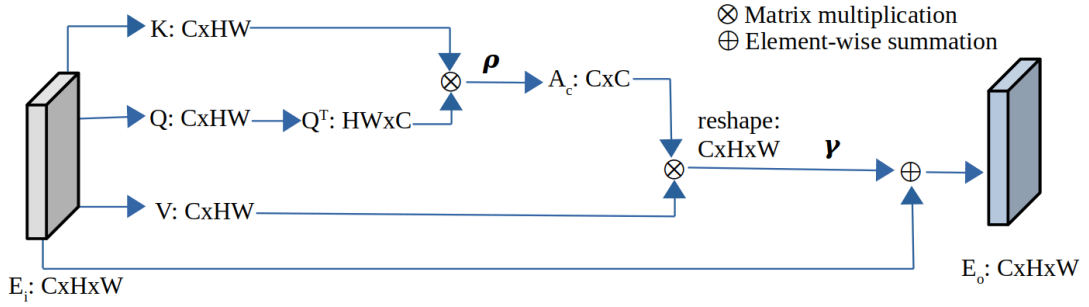 K: CxHW
⊗ Matrix multiplication
⊕ Element-wise summation
ρ
A_c: CxC
Q: CxHW
Q^T: HWxC
reshape:
CxHxW
γ
V: CxHW
E_i: CxHxW
E_o: CxHxW